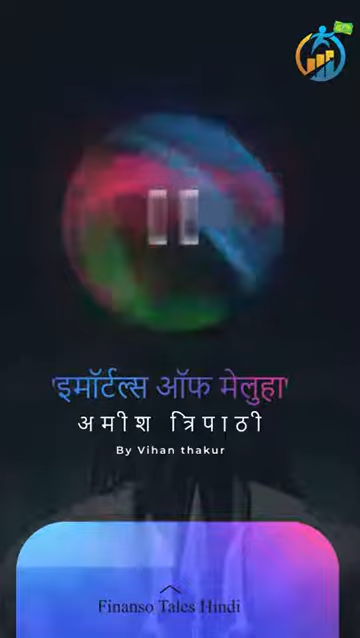 'इमॉर्टल्स ऑफ मेलुहा'
अमीश त्रिपाठी
By Vihan thakur
Finanso Tales Hindi